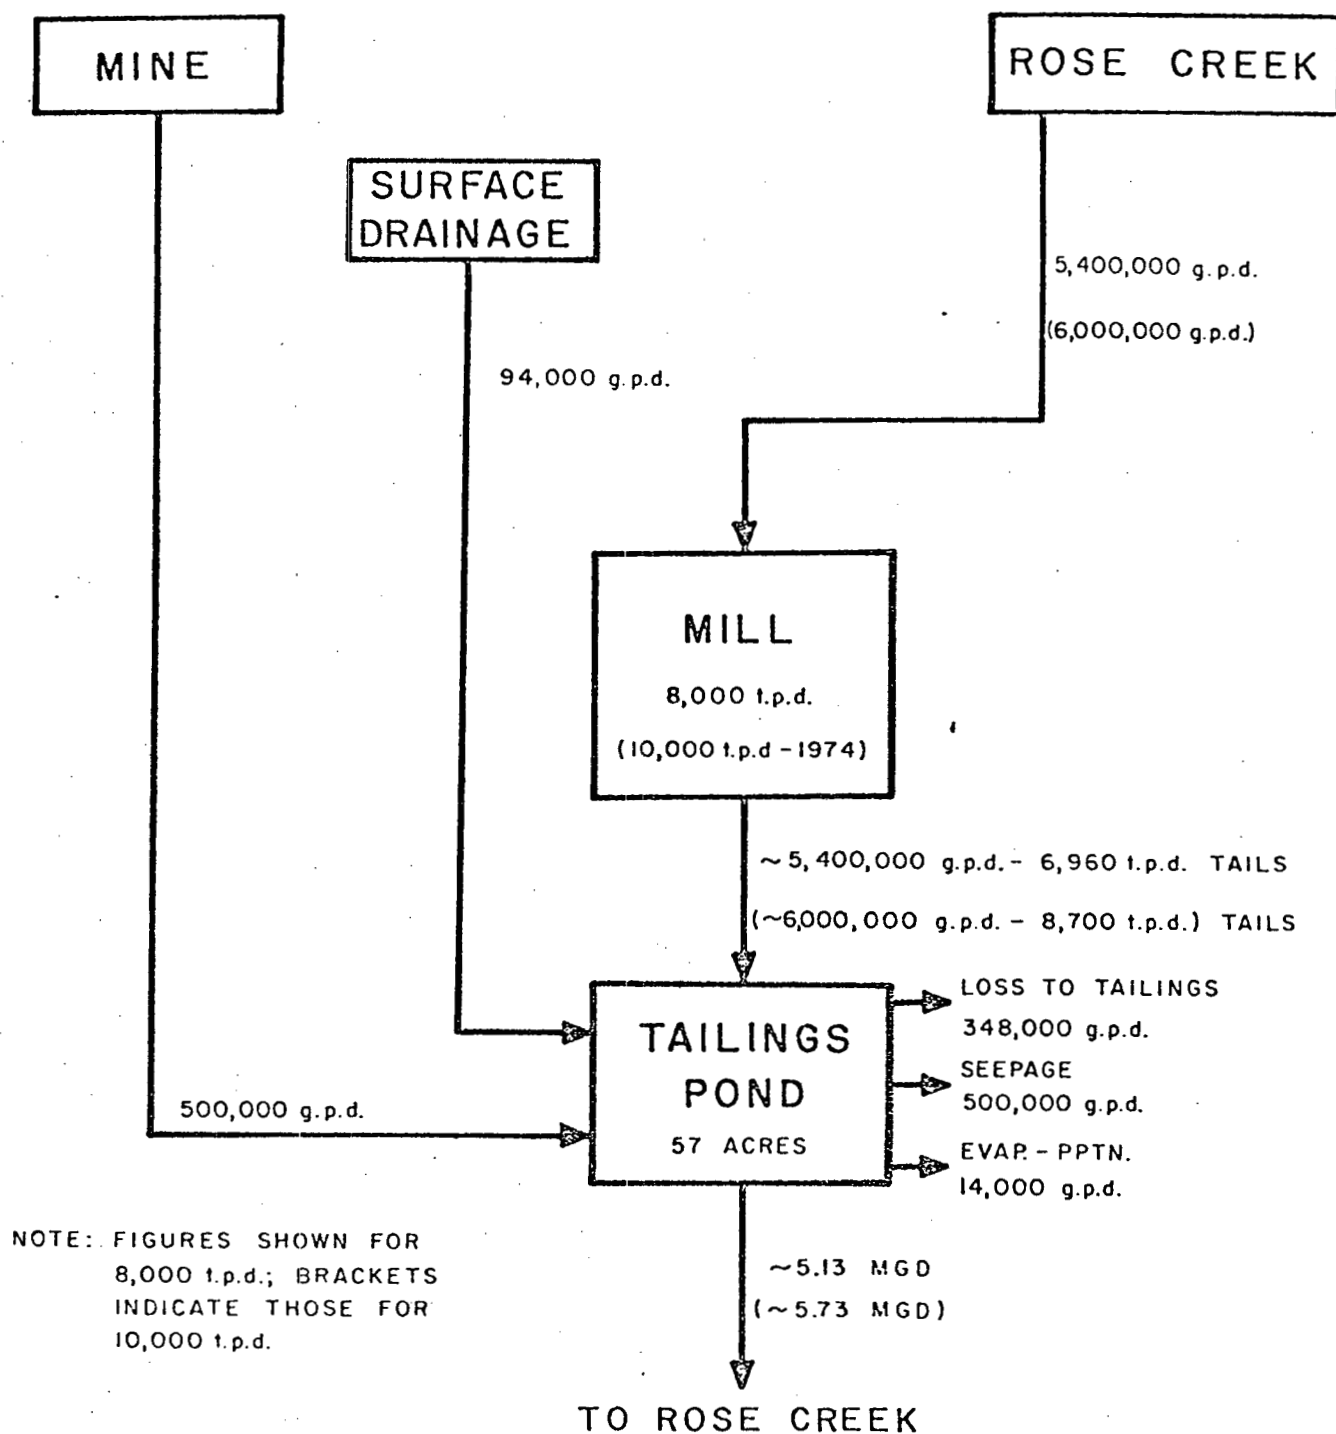 MINE
ROSE CREEK
SURFACE
DRAINAGE
5,400,000 g.p.d.
(6,000,000 g.p.d.)
94,000 g.p.d.
MILL
8,000 t.p.d.
(10,000 t.p.d - 1974)
~5,400,000 g.p.d. - 6,960 t.p.d. TAILS
(~6,000,000 g.p.d. - 8,700 t.p.d.) TAILS
TAILINGS
POND
57 ACRES
LOSS TO TAILINGS
348,000 g.p.d.
SEEPAGE
500,000 g.p.d.
EVAP. - PPTN.
14,000 g.p.d.
500,000 g.p.d.
NOTE: FIGURES SHOWN FOR
8,000 t.p.d.; BRACKETS
INDICATE THOSE FOR
10,000 t.p.d.
~5.13 MGD
(~5.73 MGD)
TO ROSE CREEK